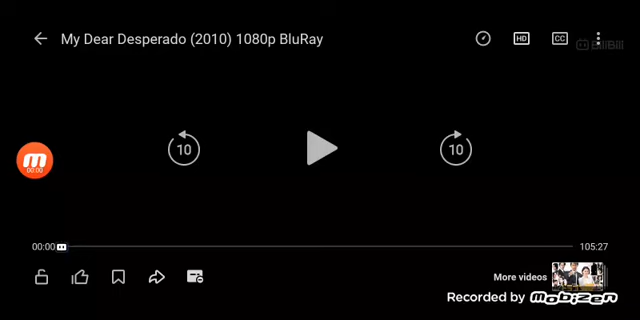 My Dear Desperado (2010) 1080p BluRay
HD
CC
BiliBili
10
10
00:00
00:00
105:27
More videos
Recorded by mobizen